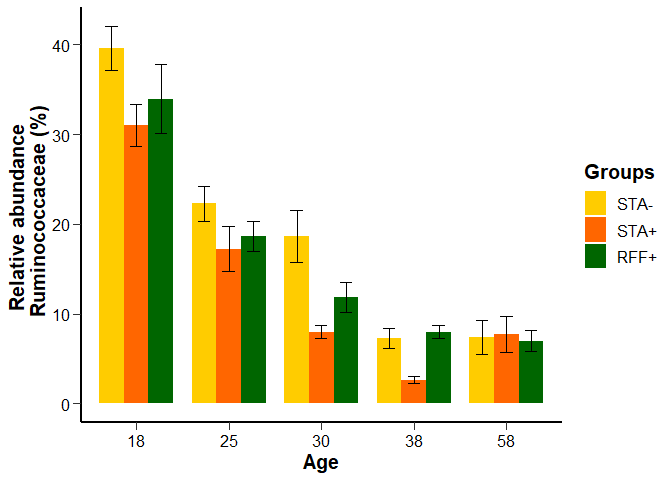 Relative abundance
Ruminococcaceae (%)
40
30
20
10
0
18 25 30 38 58
Age
Groups
STA-
STA+
RFF+